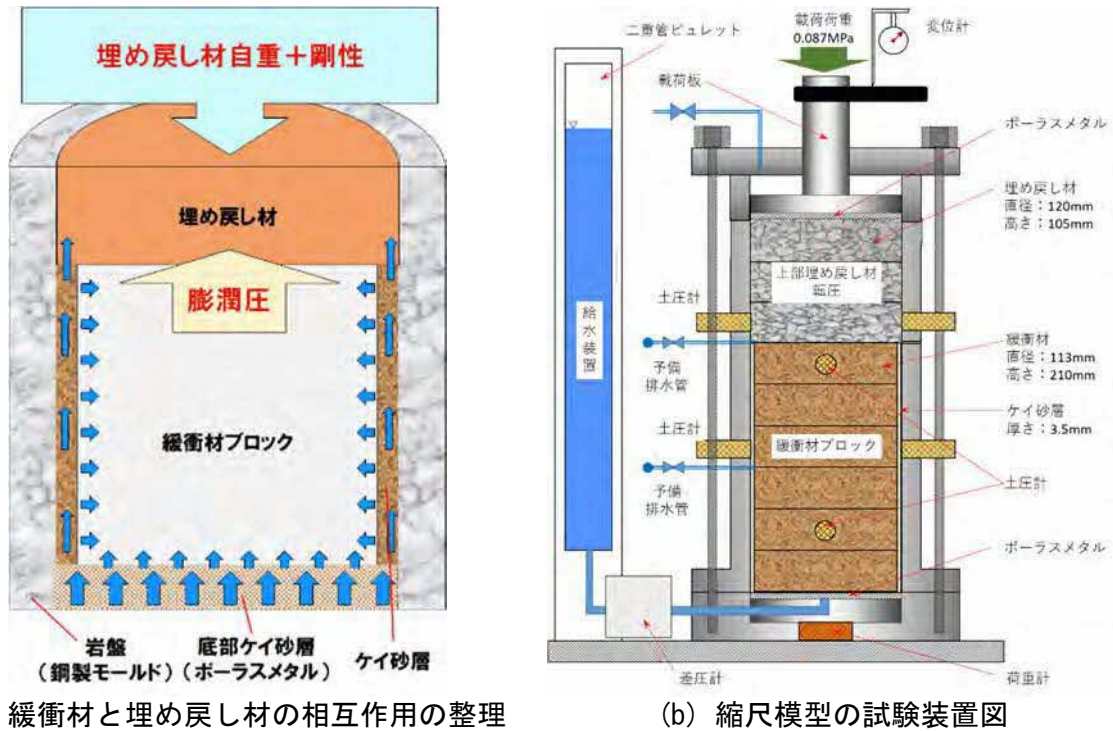 埋め戻し材自重＋剛性
埋め戻し材
膨潤圧
緩衝材ブロック
岩盤
（鋼製モールド）
底部ケイ砂層
（ポーラスメタル）
ケイ砂層
緩衝材と埋め戻し材の相互作用の整理
二重管ビュレット
載荷荷重
0.087MPa
変位計
載荷板
ポーラスメタル
埋め戻し材
直径：120mm
高さ：105mm
上部埋め戻し材
転圧
土圧計
給水装置
予備
排水管
緩衝材
直径：113mm
高さ：210mm
ケイ砂層
厚さ：3.5mm
土圧計
緩衝材ブロック
予備
排水管
土圧計
ポーラスメタル
差圧計
荷重計
(b) 縮尺模型の試験装置図